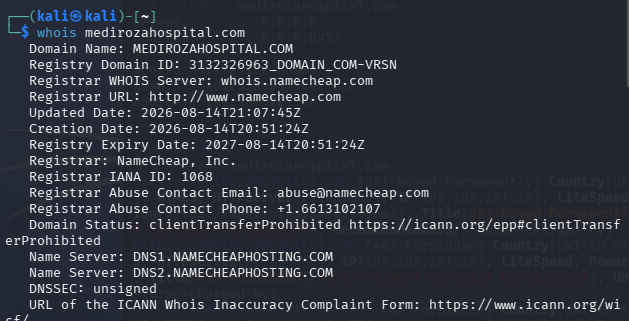 ┌──(kali㉿kali)-[~]
└─$ whois medirozahospital.com
Domain Name: MEDIROZAHOSPITAL.COM
Registry Domain ID: 3132326963_DOMAIN_COM-VRSN
Registrar WHOIS Server: whois.namecheap.com
Registrar URL: http://www.namecheap.com
Updated Date: 2026-08-14T21:07:45Z
Creation Date: 2026-08-14T20:51:24Z
Registry Expiry Date: 2027-08-14T20:51:24Z
Registrar: NameCheap, Inc.
Registrar IANA ID: 1068
Registrar Abuse Contact Email: abuse@namecheap.com
Registrar Abuse Contact Phone: +1.6613102107
Domain Status: clientTransferProhibited https://icann.org/epp#clientTransf
erProhibited
Name Server: DNS1.NAMECHEAPHOSTING.COM
Name Server: DNS2.NAMECHEAPHOSTING.COM
DNSSEC: unsigned
URL of the ICANN Whois Inaccuracy Complaint Form: https://www.icann.org/wi
cf/